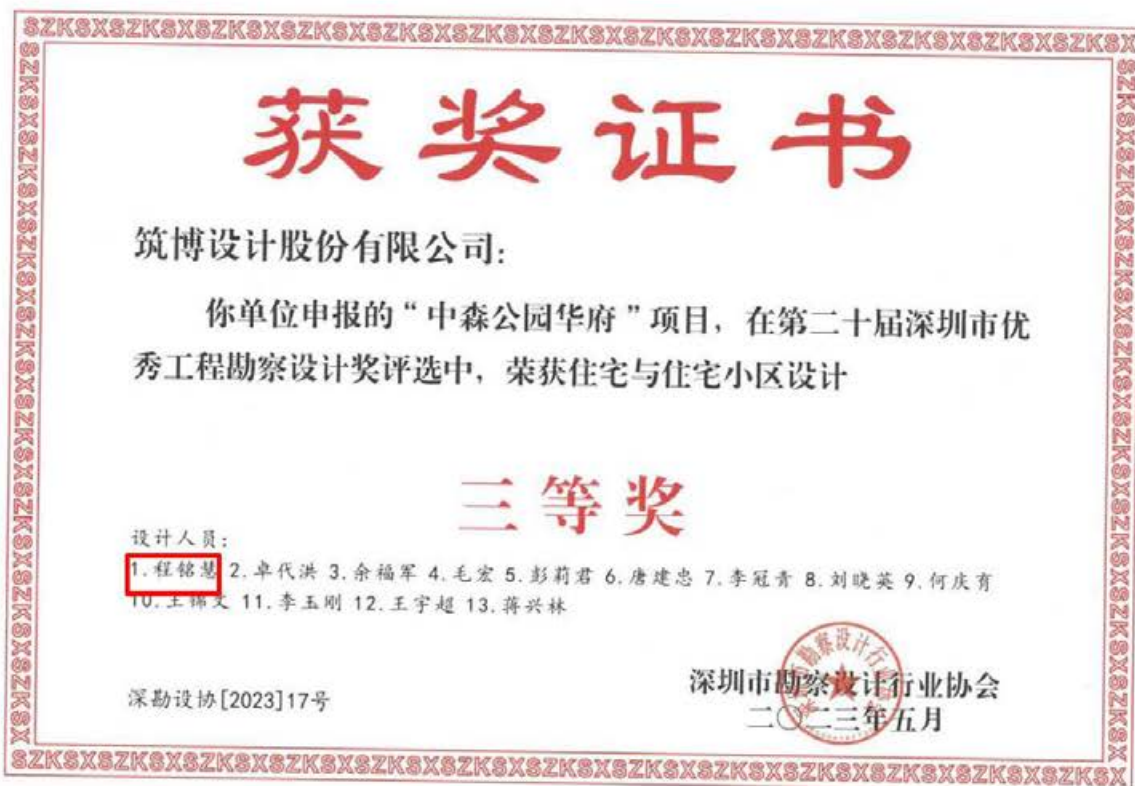 SZKSXSZKSXSZKSXSZKSXSZKSXSZKSXSZKSXSZKSXSZKSXSZKSX
获奖证书
筑博设计股份有限公司：
你单位申报的“中森公园华府”项目，在第二十届深圳市优
秀工程勘察设计奖评选中，荣获住宅与住宅小区设计
三等奖
设计人员：
1.程铭慧 2.卓代洪 3.余福军 4.毛宏 5.彭莉君 6.唐建忠 7.李冠青 8.刘晓英 9.何庆育
10.王锦文 11.李玉刚 12.王宇超 13.蒋兴林
深圳市勘察设计行业协会
深勘设协[2023]17号
二〇二三年五月